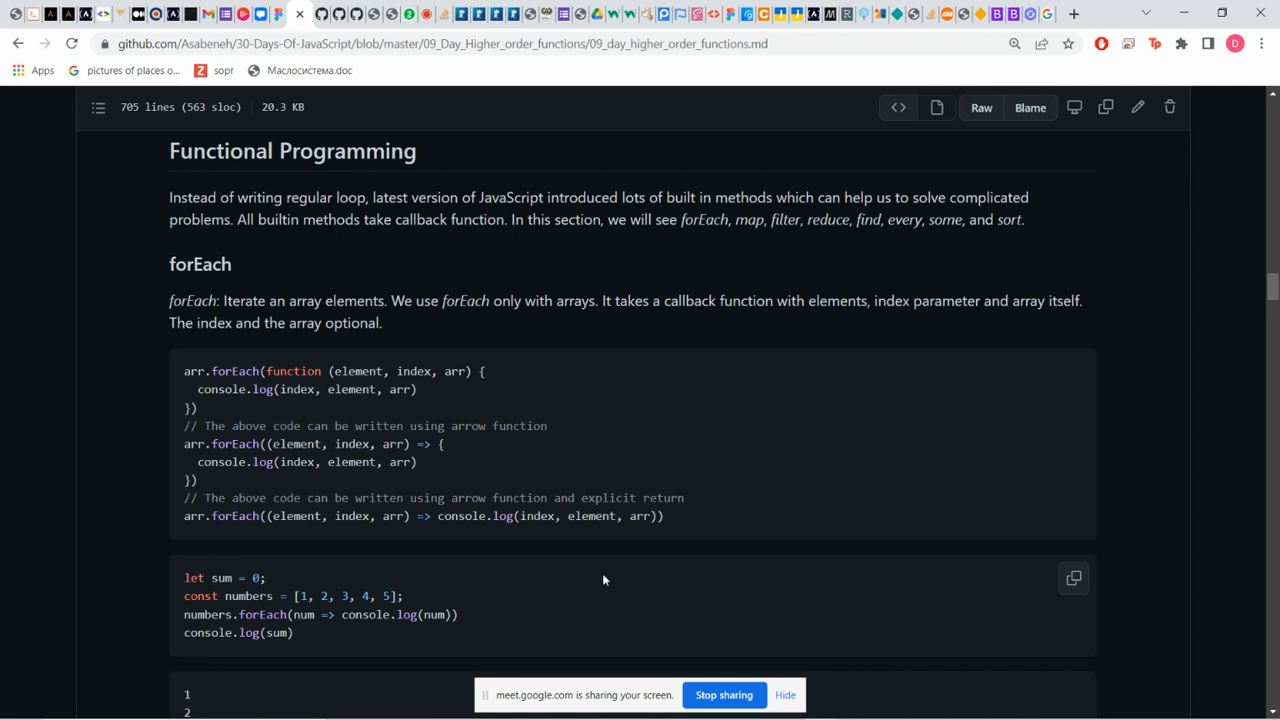 github.com/Asabeneh/30-Days-Of-JavaScript/blob/master/09_Day_Higher_order_functions/09_day_higher_order_functions.md
Apps
pictures of places o...
sopr
Маслосистема.doc
705 lines (563 sloc)
20.3 KB
Raw
Blame
Functional Programming
Instead of writing regular loop, latest version of JavaScript introduced lots of built in methods which can help us to solve complicated
problems. All builtin methods take callback function. In this section, we will see forEach, map, filter, reduce, find, every, some, and sort.
forEach
forEach: Iterate an array elements. We use forEach only with arrays. It takes a callback function with elements, index parameter and array itself.
The index and the array optional.
arr.forEach(function (element, index, arr) {
console.log(index, element, arr)
})
// The above code can be written using arrow function
arr.forEach((element, index, arr) => {
console.log(index, element, arr)
})
// The above code can be written using arrow function and explicit return
arr.forEach((element, index, arr) => console.log(index, element, arr))
let sum = 0;
const numbers = [1, 2, 3, 4, 5];
numbers.forEach(num => console.log(num))
console.log(sum)
1
2
meet.google.com is sharing your screen.
Stop sharing
Hide